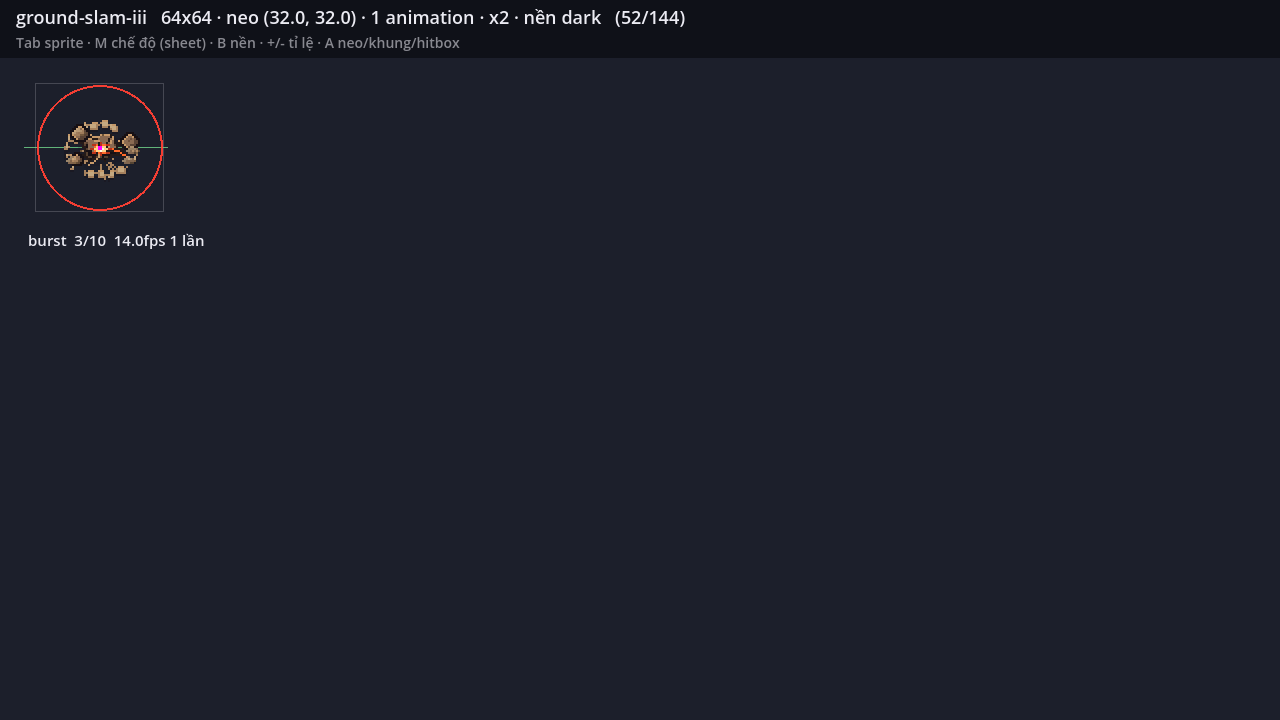 ground-slam-iii 64x64 · neo (32.0, 32.0) · 1 animation · x2 · nền dark (52/144)
Tab sprite · M chế độ (sheet) · B nền · +/- tỉ lệ · A neo/khung/hitbox
burst 3/10 14.0fps 1 lần